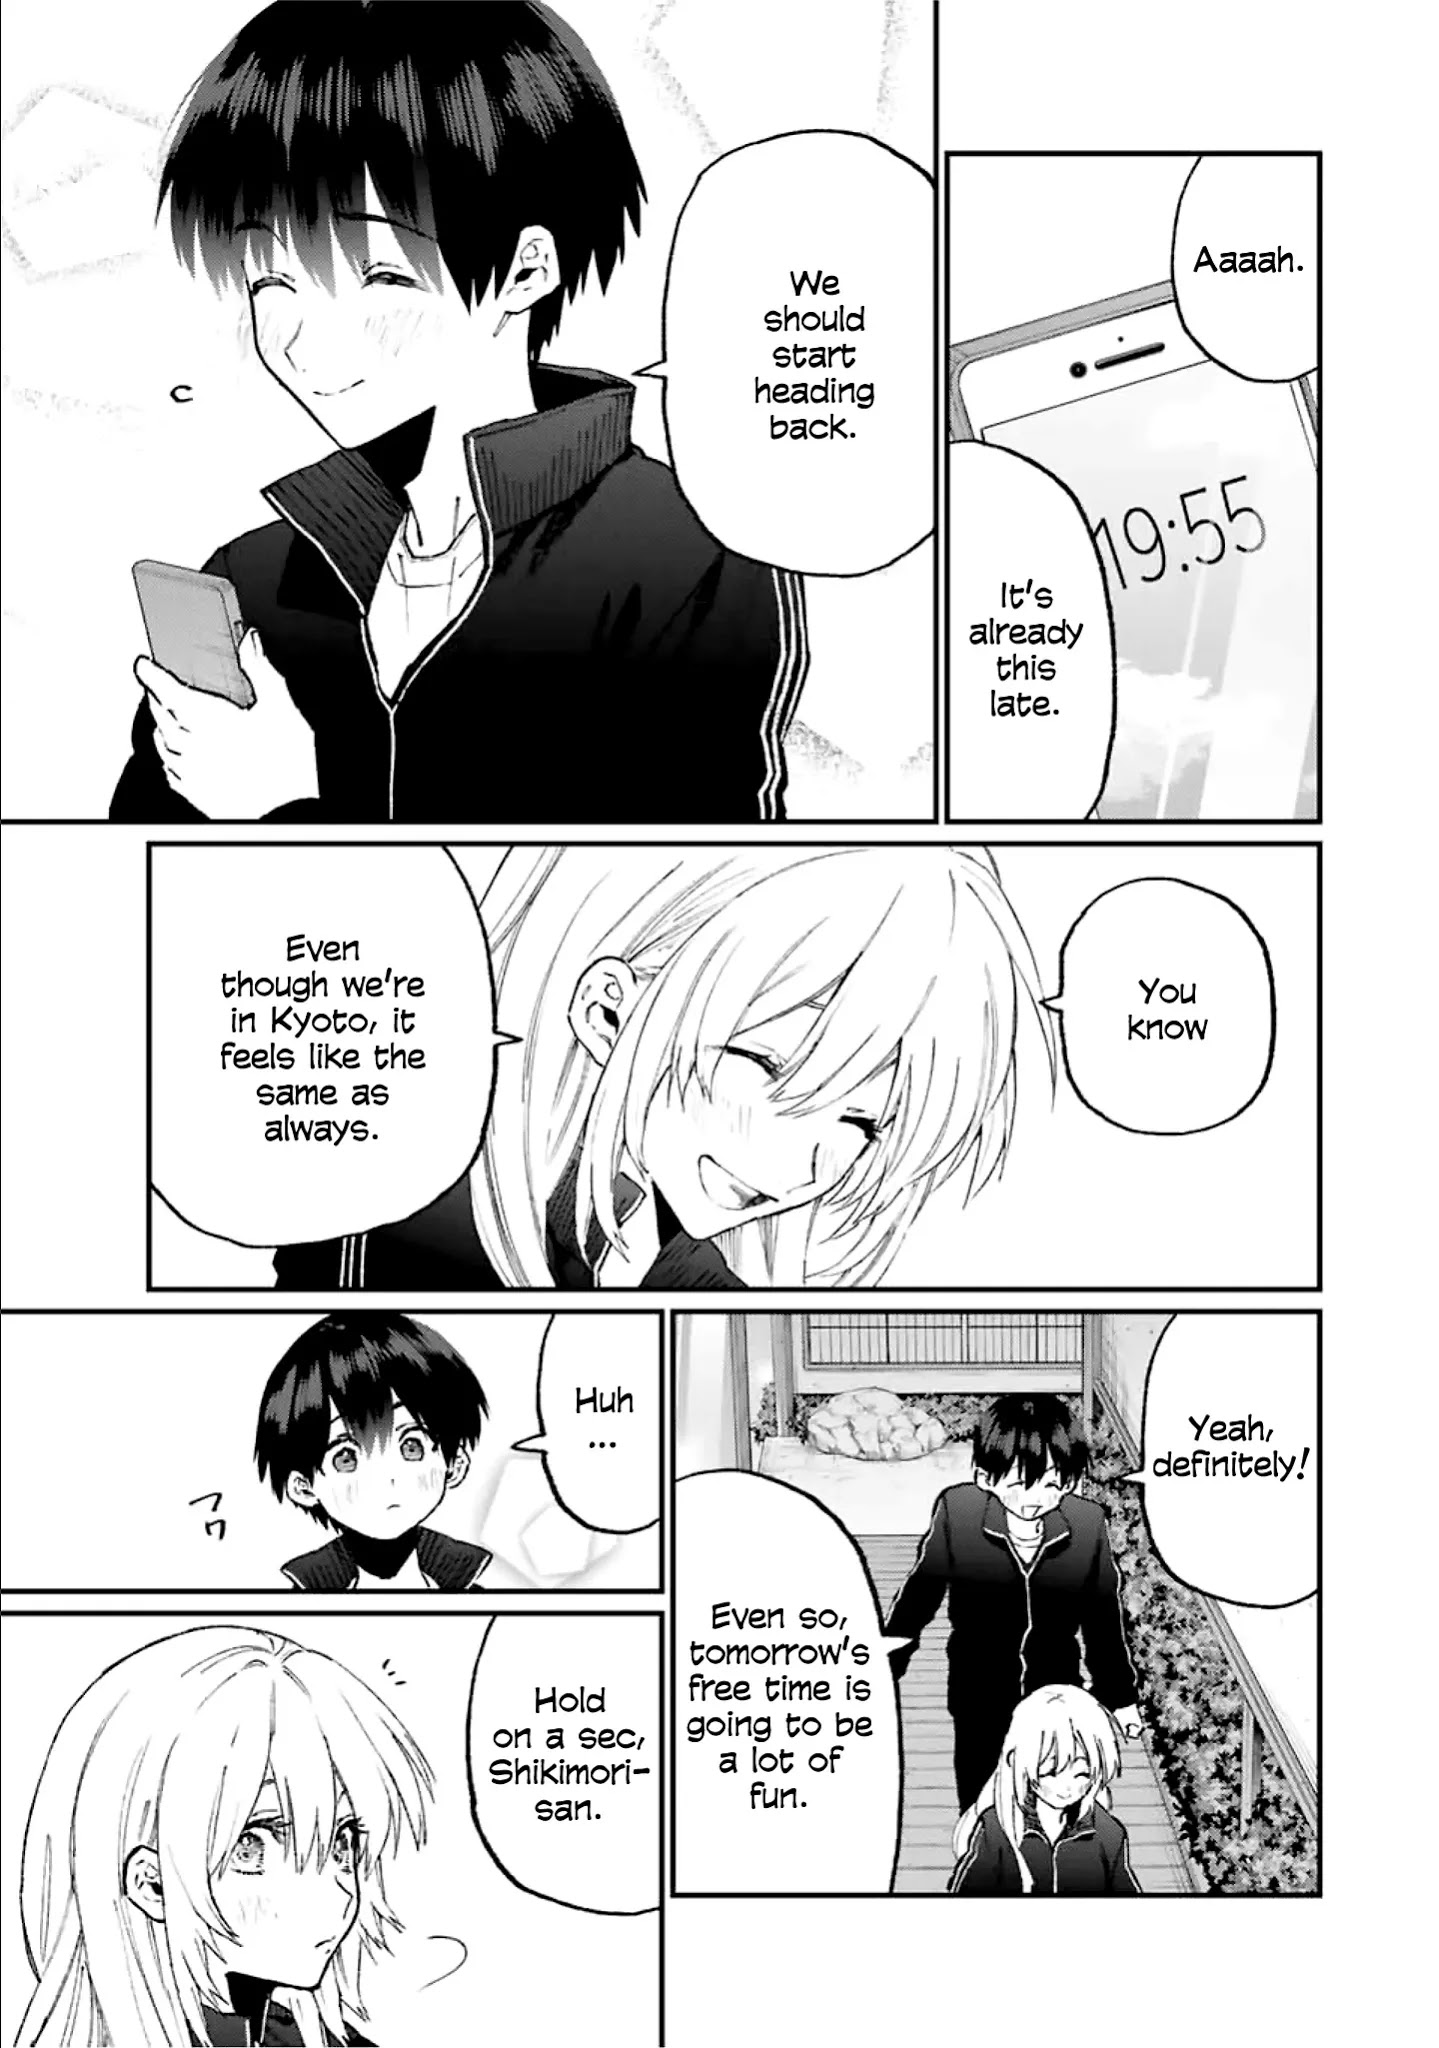 Aaaah.
19:55
It's
already
this
late.
We
should
start
heading
back.
You
know
Even
though we're
in Kyoto, it
feels like the
same as
always.
Yeah,
definitely!
Even so,
tomorrow's
free time is
going to be
a lot of
fun.
Huh
...
フワ
Hold
on a sec,
Shikimori-
san.